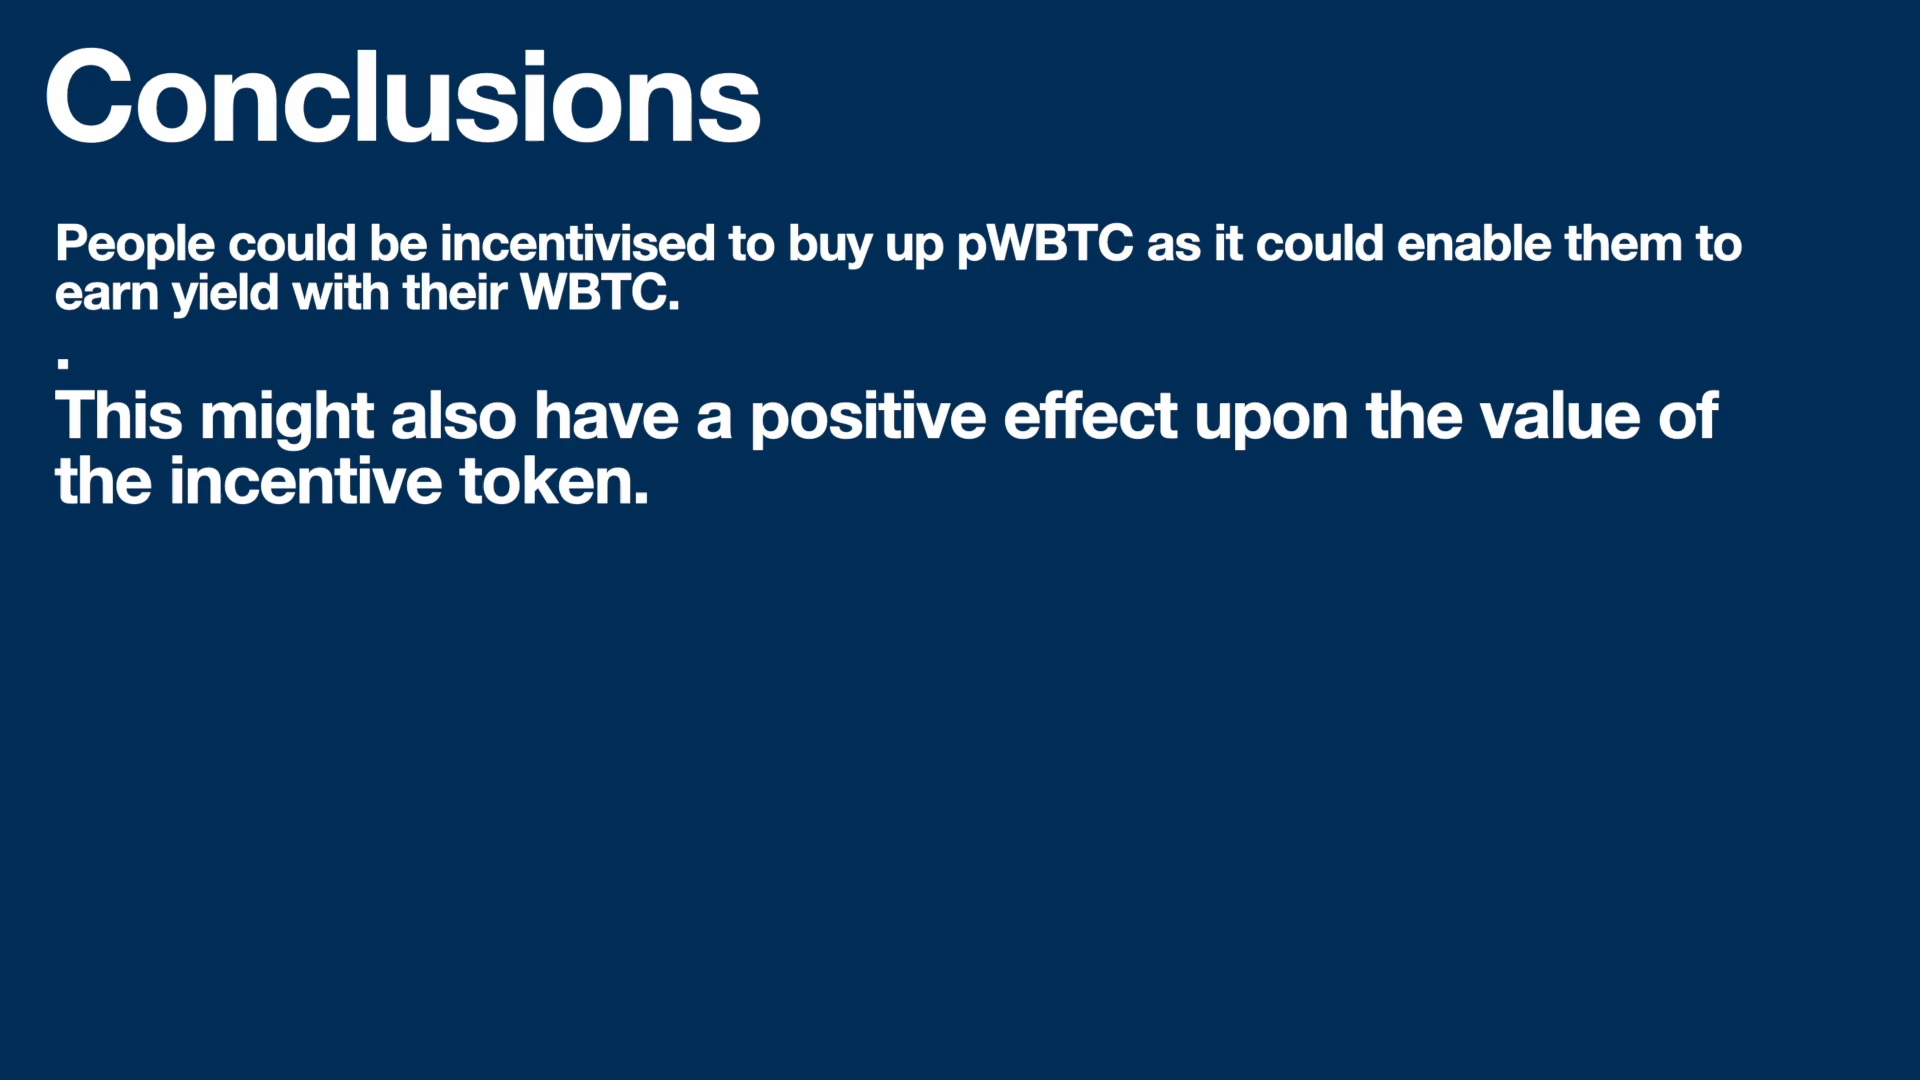 Conclusions
People could be incentivised to buy up pWBTC as it could enable them to
earn yield with their WBTC.
.
This might also have a positive effect upon the value of
the incentive token.